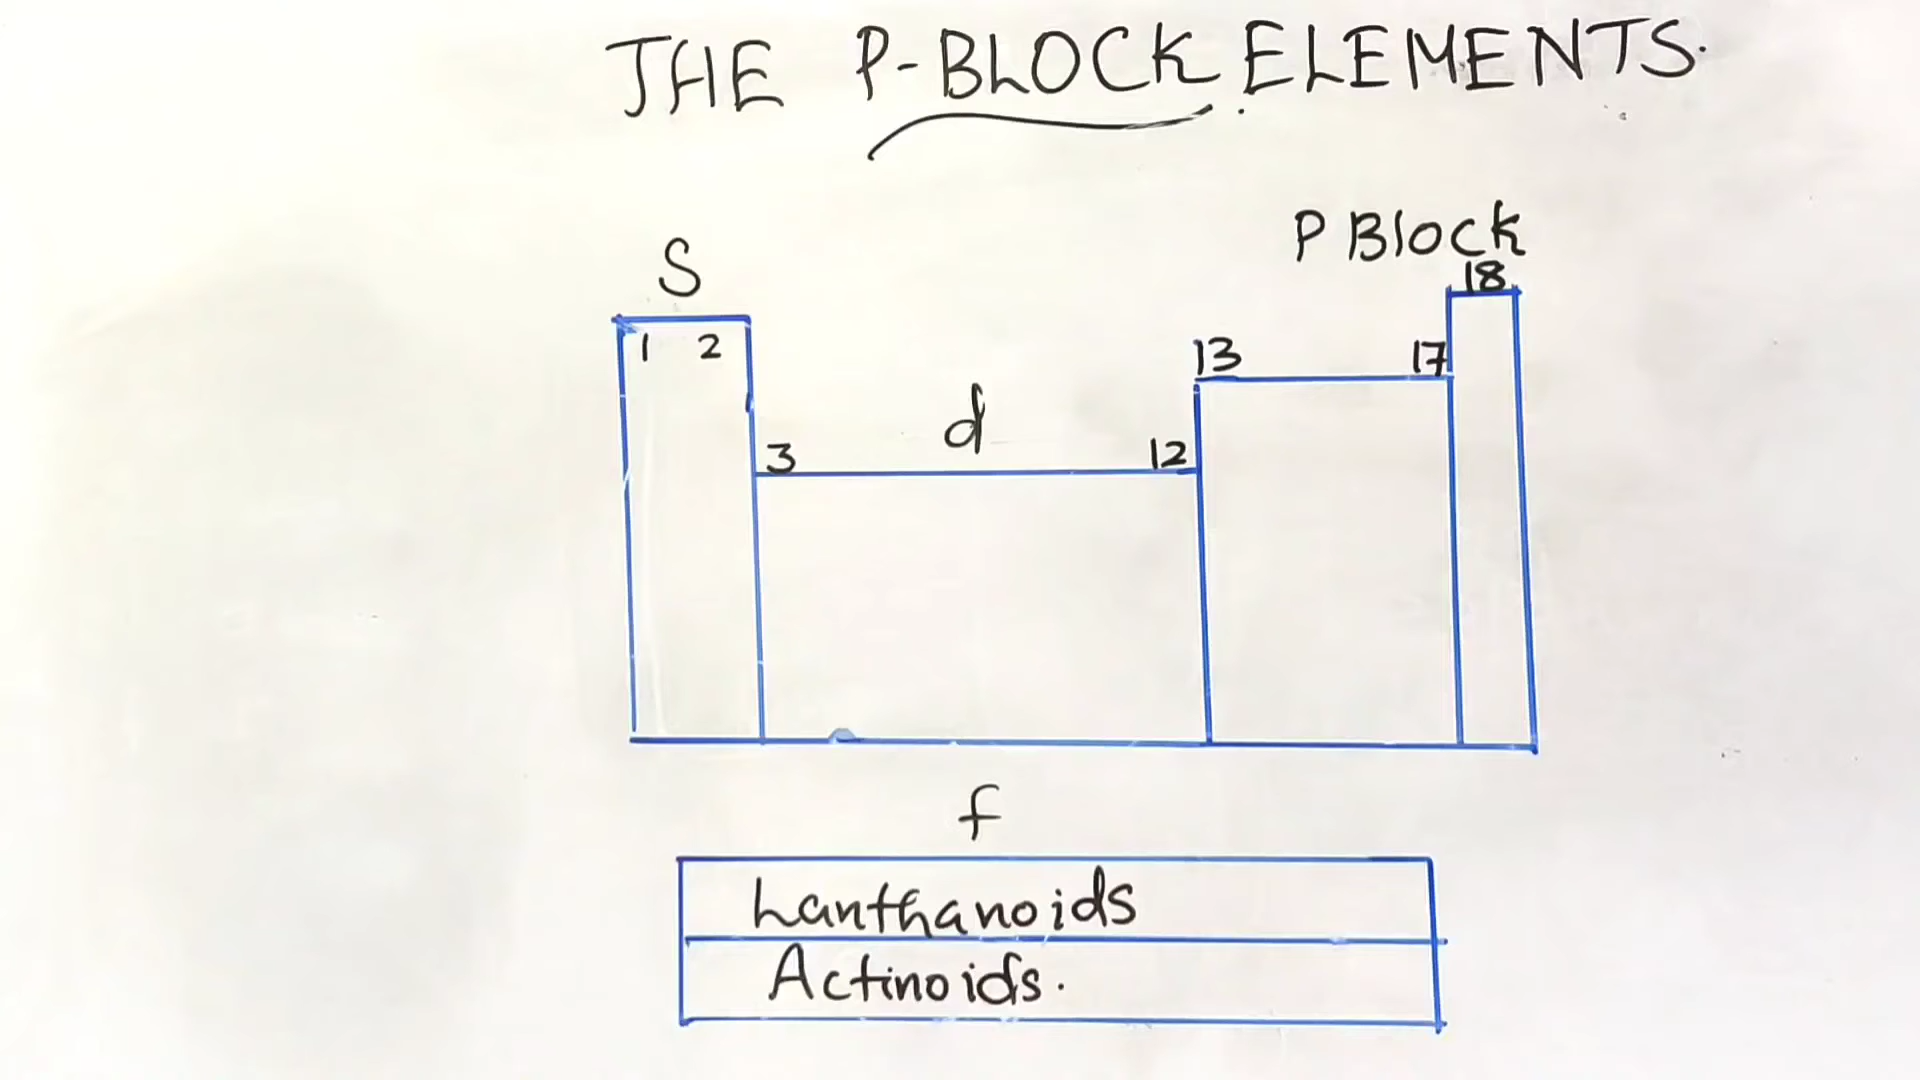 THE P-BLOCK ELEMENTS.
P Block
S
18
1 2
13 17
d
3 12
f
Lanthanoids
Actinoids.